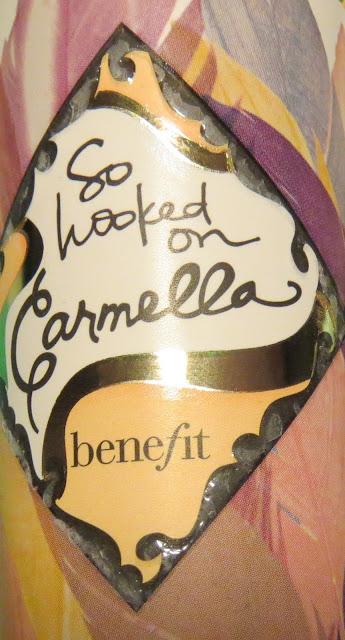 So
hooked
on
Carmella
benefit